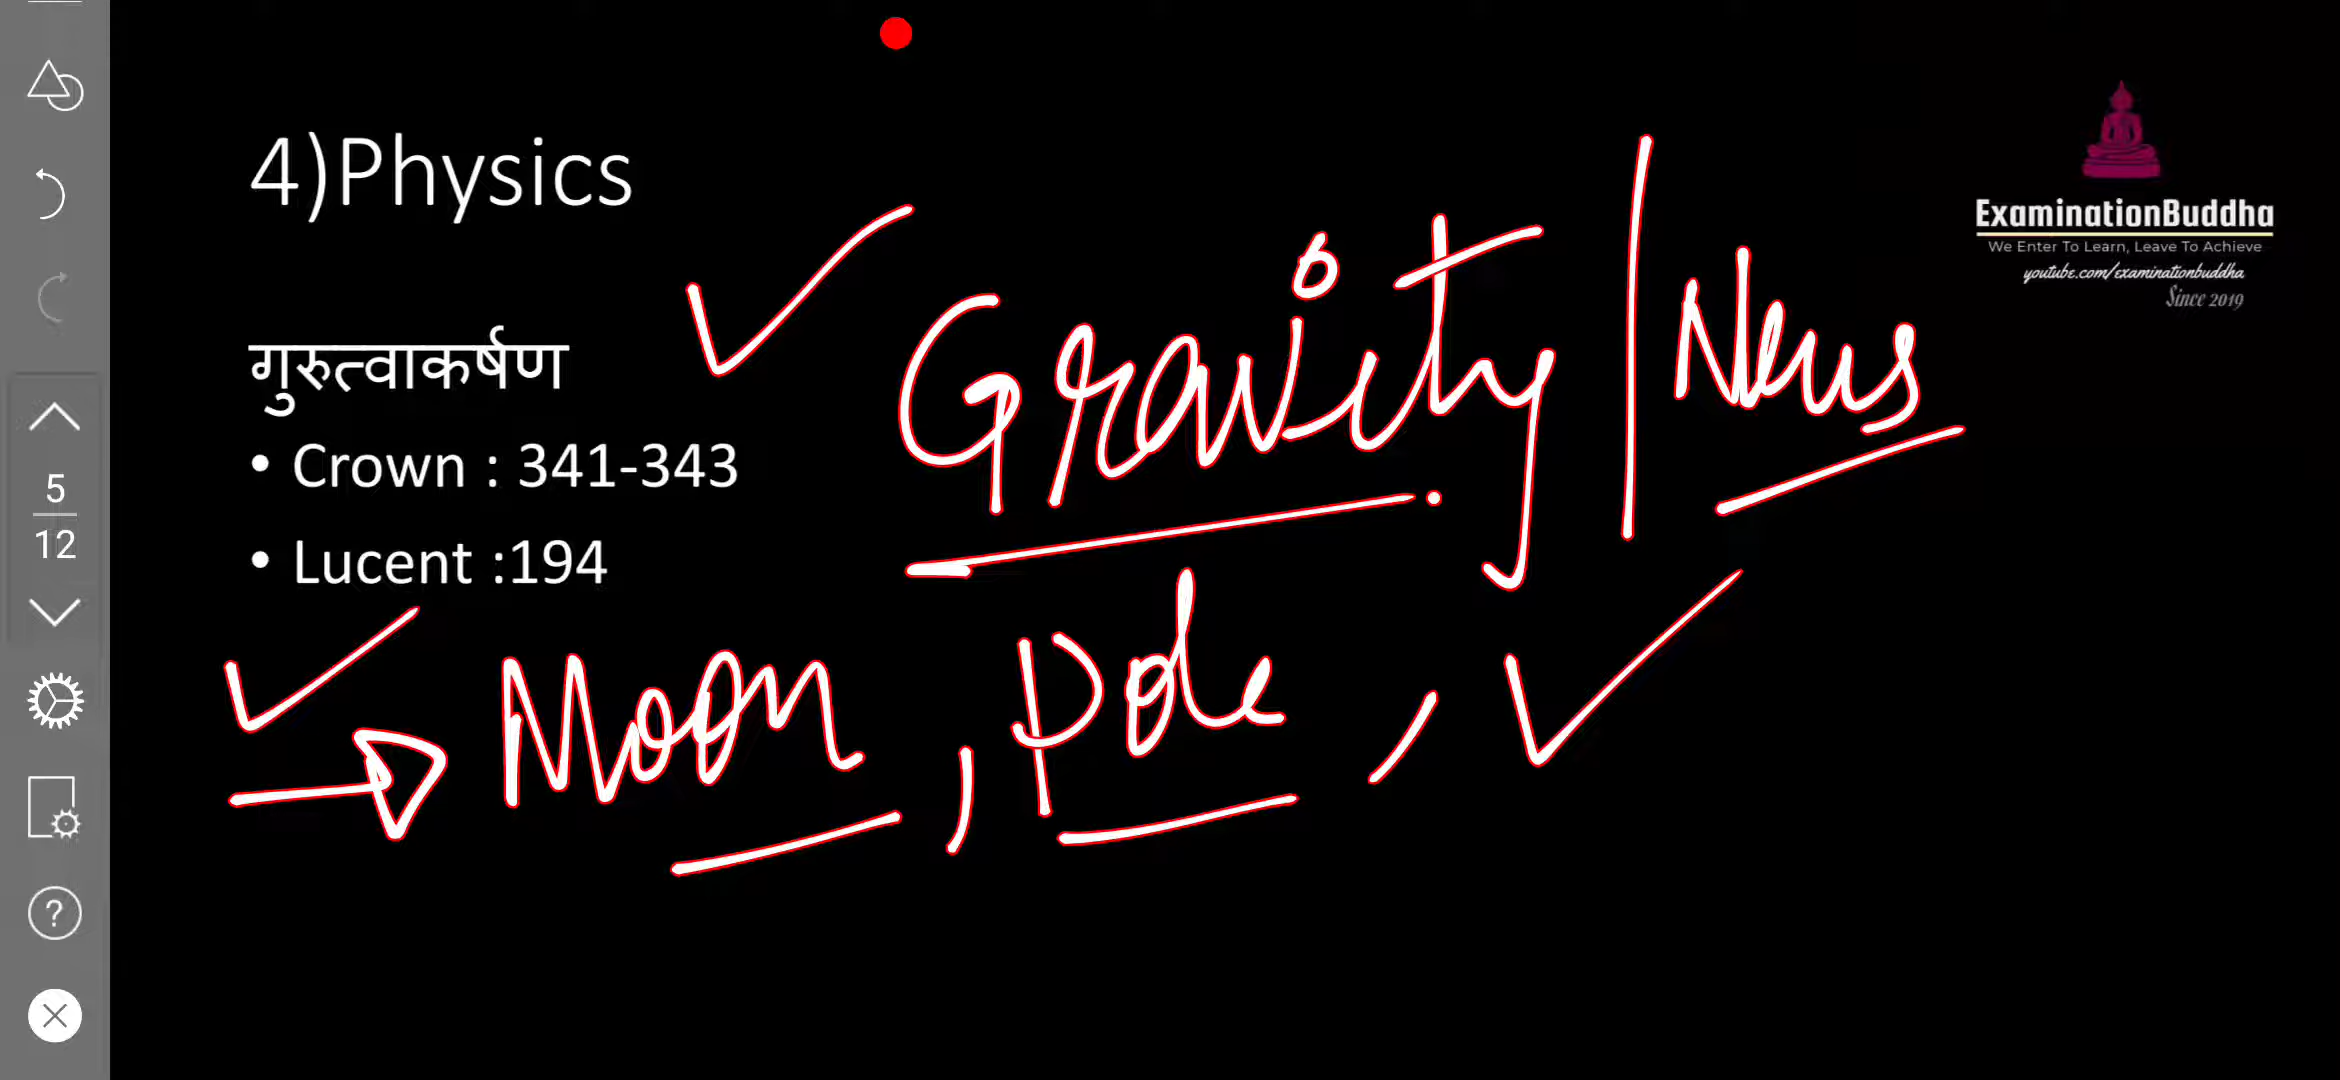 4)Physics
ExaminationBuddha
We Enter To Learn, Leave To Achieve
youtube.com/examinationbuddha
Since 2019
Gravity | News
गुरुत्वाकर्षण
• Crown : 341-343
• Lucent :194
Moon, Pole,
5
12
?